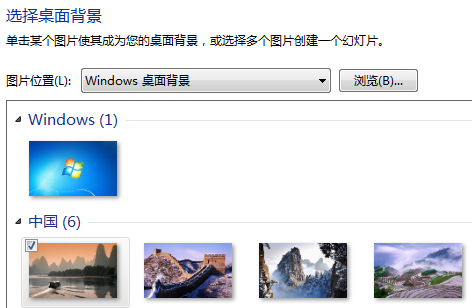 选择桌面背景
单击某个图片使其成为您的桌面背景，或选择多个图片创建一个幻灯片。
图片位置(L): Windows 桌面背景 浏览(B)...
Windows (1)
中国 (6)